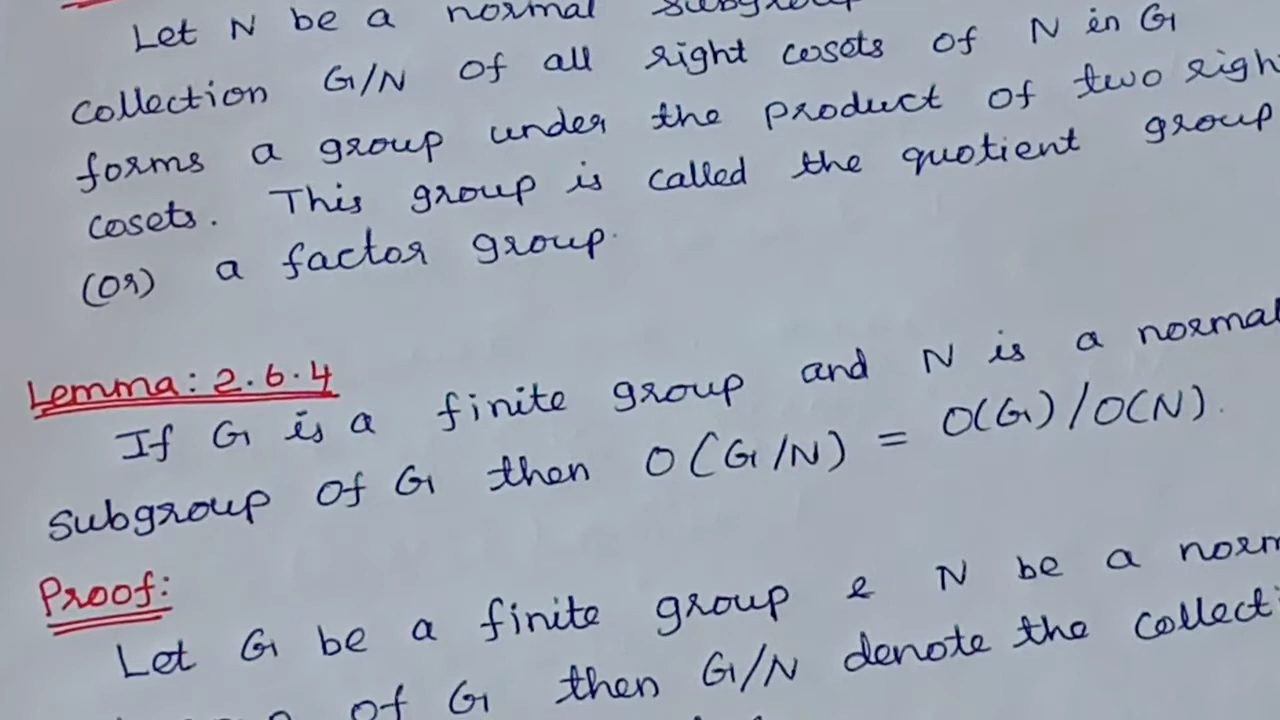 Let N be a normal subgroup
collection G/N of all right cosets of N in G
forms a group under the product of two righ
cosets. This group is called the quotient group
(or) a factor group.
Lemma: 2.6.4
If G is a finite group and N is a normal
subgroup of G then O(G/N) = O(G)/O(N).
Proof:
Let G be a finite group & N be a norm
of G then G/N denote the collecti